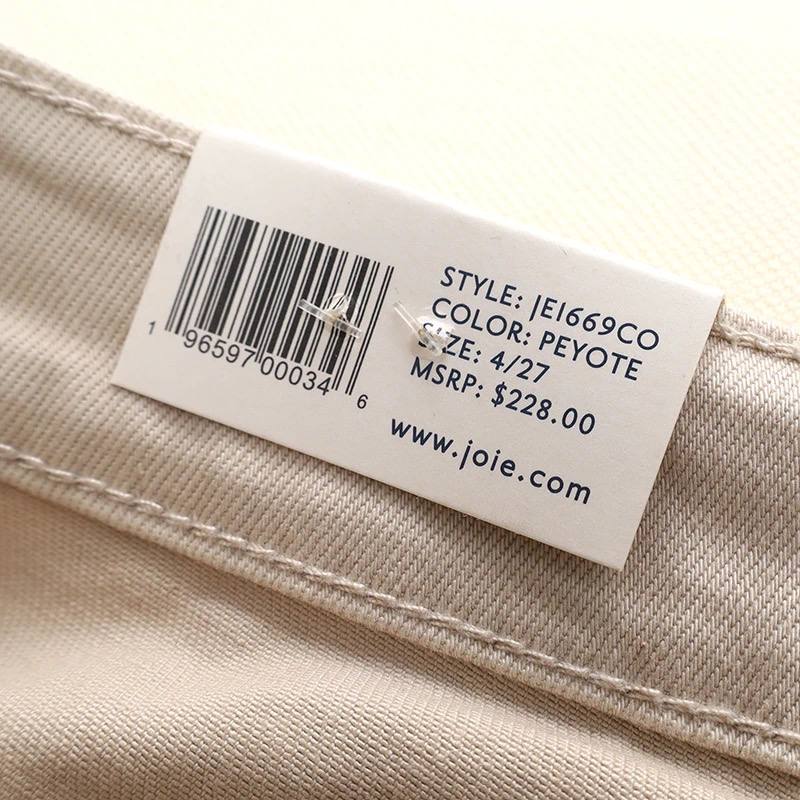 STYLE: JE1669CO
COLOR: PEYOTE
SIZE: 4/27
MSRP: $228.00
www.joie.com
1 96597 00034 6